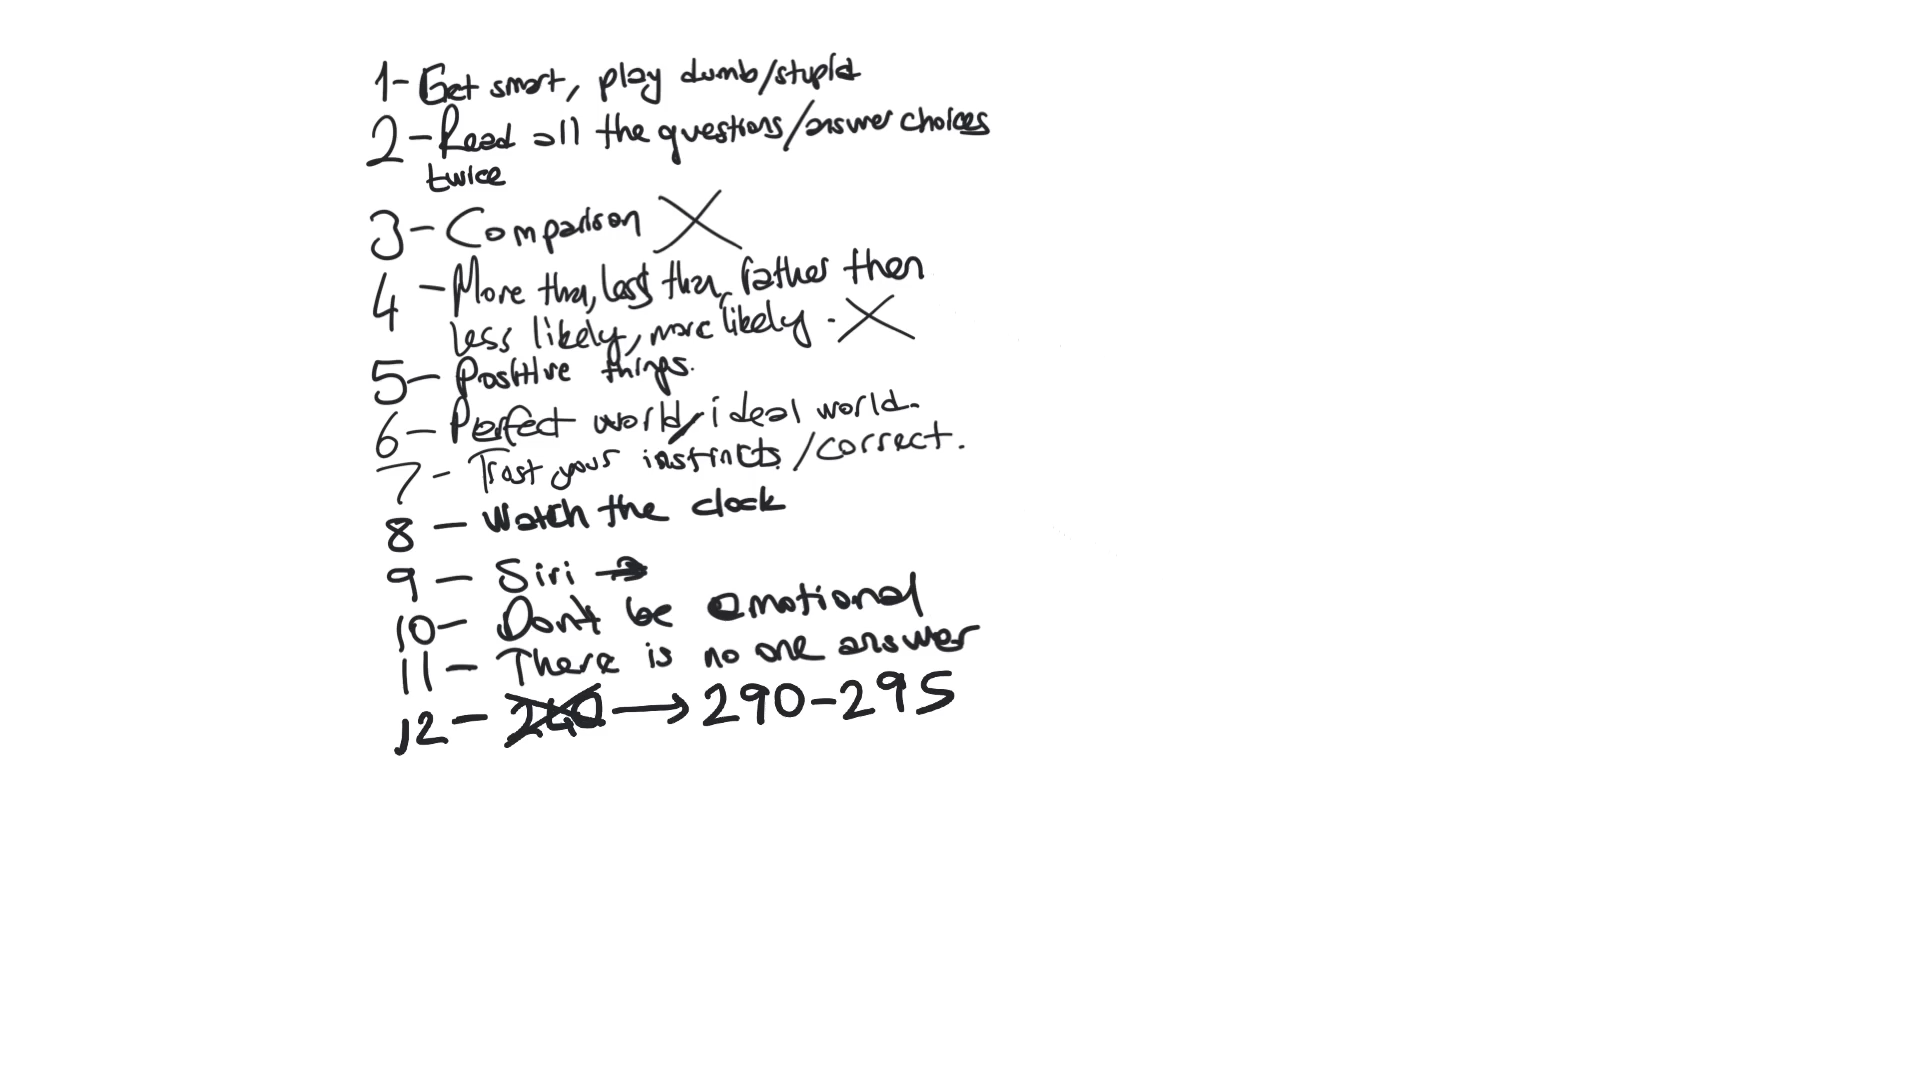 1- Get smart, play dumb/stupid
2- Read all the questions/answer choices
twice
3- Comparison X
4- More than, less than, rather then
less likely, more likely. X
5- Positive things.
6- Perfect world/ideal world.
7- Trust your instincts/correct.
8- Watch the clock
9- Siri →
10- Don't be emotional
11- There is no one answer
12- 240 → 290-295